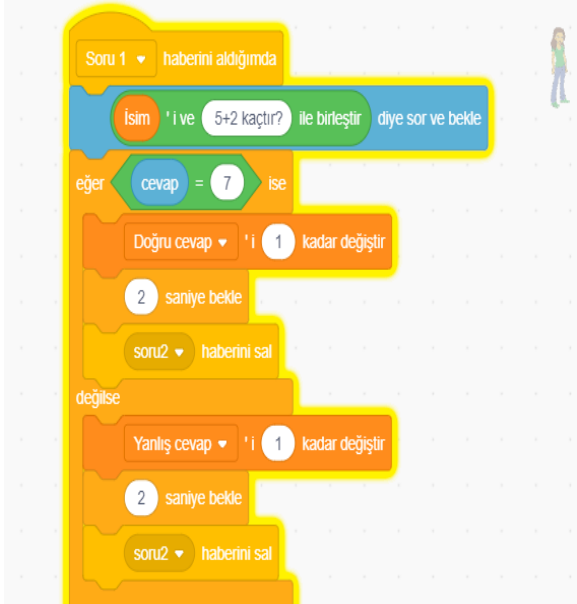 Soru 1 haberini aldığımda
İsim ' i ve 5+2 kaçtır? ile birleştir diye sor ve bekle
eğer cevap = 7 ise
Doğru cevap ' i 1 kadar değiştir
2 saniye bekle
soru2 haberini sal
değilse
Yanlış cevap ' i 1 kadar değiştir
2 saniye bekle
soru2 haberini sal